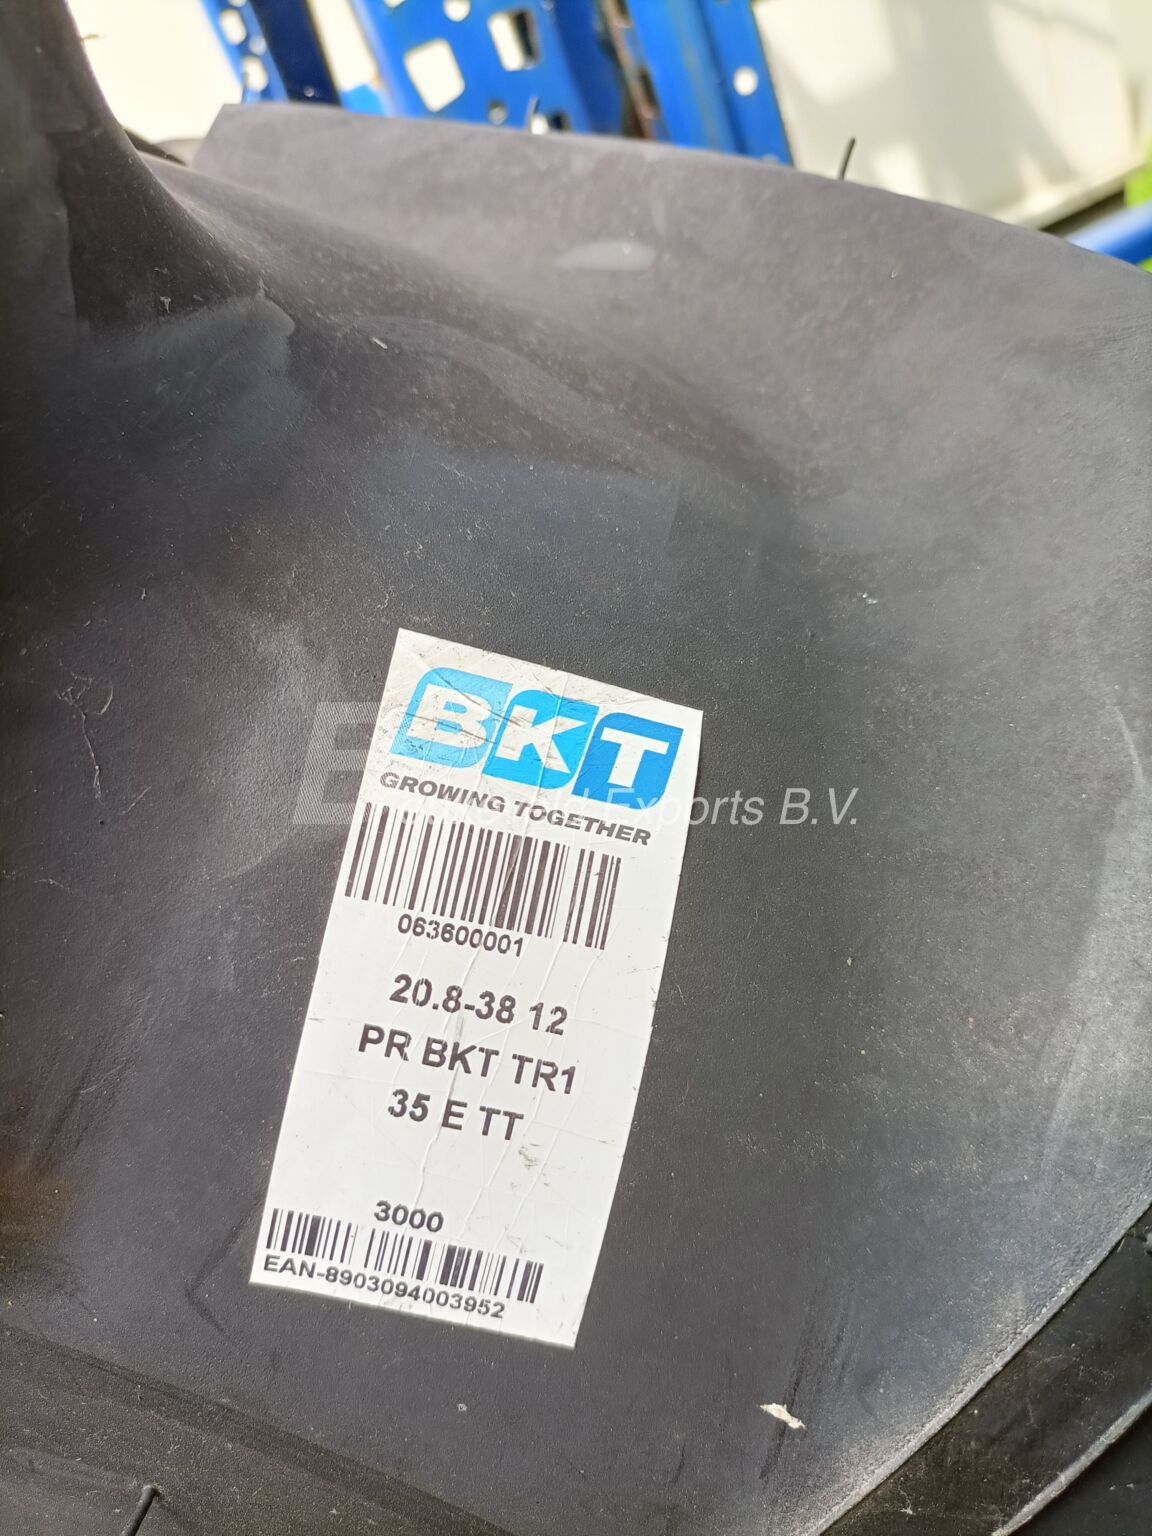 BKT
GROWING TOGETHER
063600001
20.8-38 12
PR BKT TR1
35 E TT
3000
EAN-8903094003952
Exports B.V.